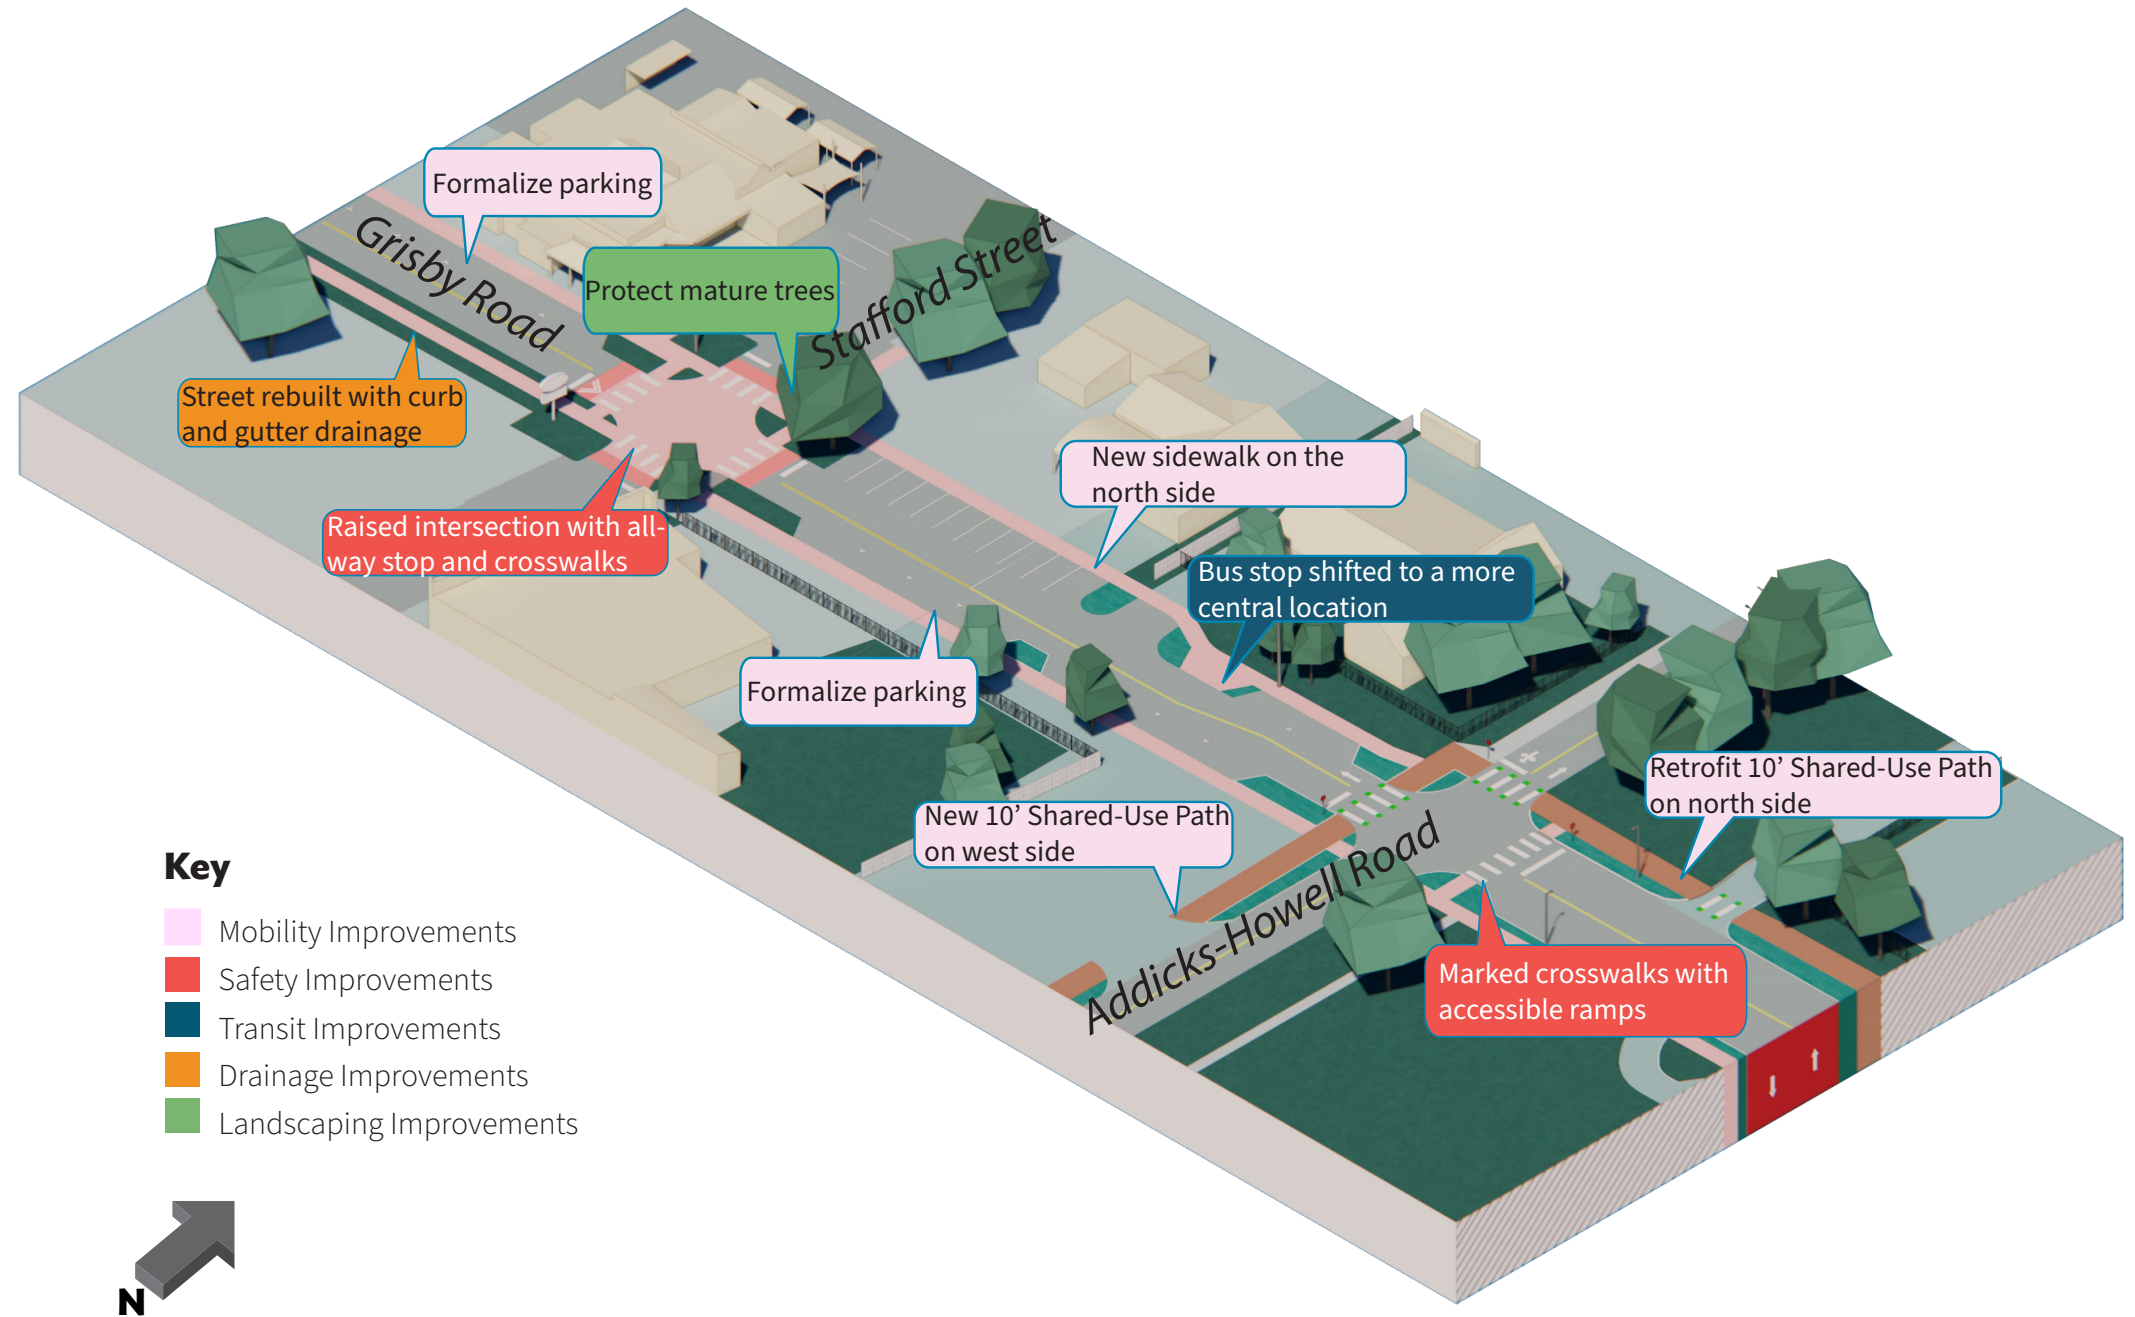 Formalize parking
Grisby Road
Protect mature trees
Stafford Street
Street rebuilt with curb
and gutter drainage
New sidewalk on the
north side
Raised intersection with all-
way stop and crosswalks
Bus stop shifted to a more
central location
Formalize parking
Retrofit 10’ Shared-Use Path
on north side
New 10’ Shared-Use Path
on west side
Addicks-Howell Road
Marked crosswalks with
accessible ramps
Key
Mobility Improvements
Safety Improvements
Transit Improvements
Drainage Improvements
Landscaping Improvements
N